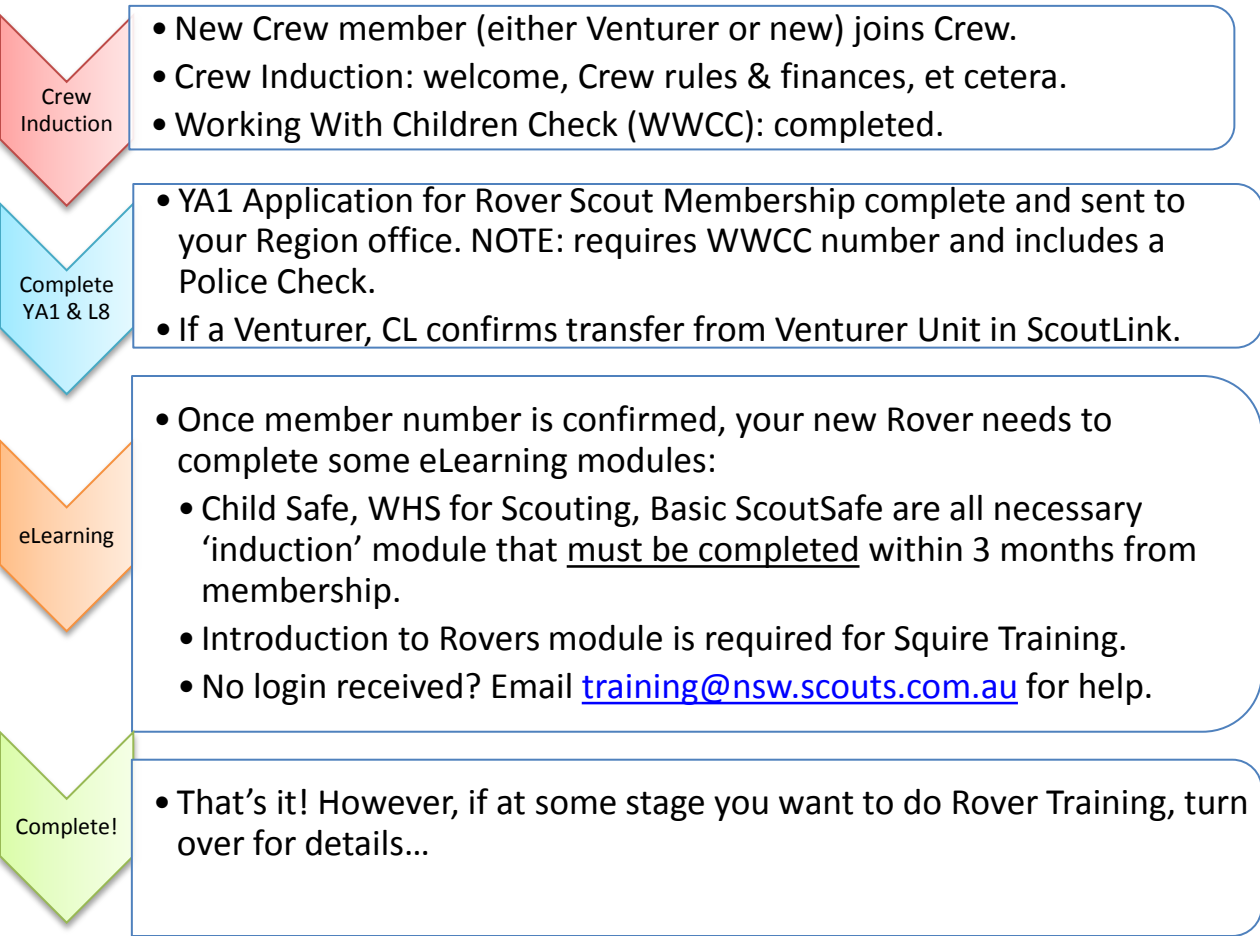 Crew
Induction
• New Crew member (either Venturer or new) joins Crew.
• Crew Induction: welcome, Crew rules & finances, et cetera.
• Working With Children Check (WWCC): completed.
Complete
YA1 & L8
• YA1 Application for Rover Scout Membership complete and sent to
your Region office. NOTE: requires WWCC number and includes a
Police Check.
• If a Venturer, CL confirms transfer from Venturer Unit in ScoutLink.
eLearning
• Once member number is confirmed, your new Rover needs to
complete some eLearning modules:
• Child Safe, WHS for Scouting, Basic ScoutSafe are all necessary
‘induction’ module that must be completed within 3 months from
membership.
• Introduction to Rovers module is required for Squire Training.
• No login received? Email training@nsw.scouts.com.au for help.
Complete!
• That’s it! However, if at some stage you want to do Rover Training, turn
over for details…